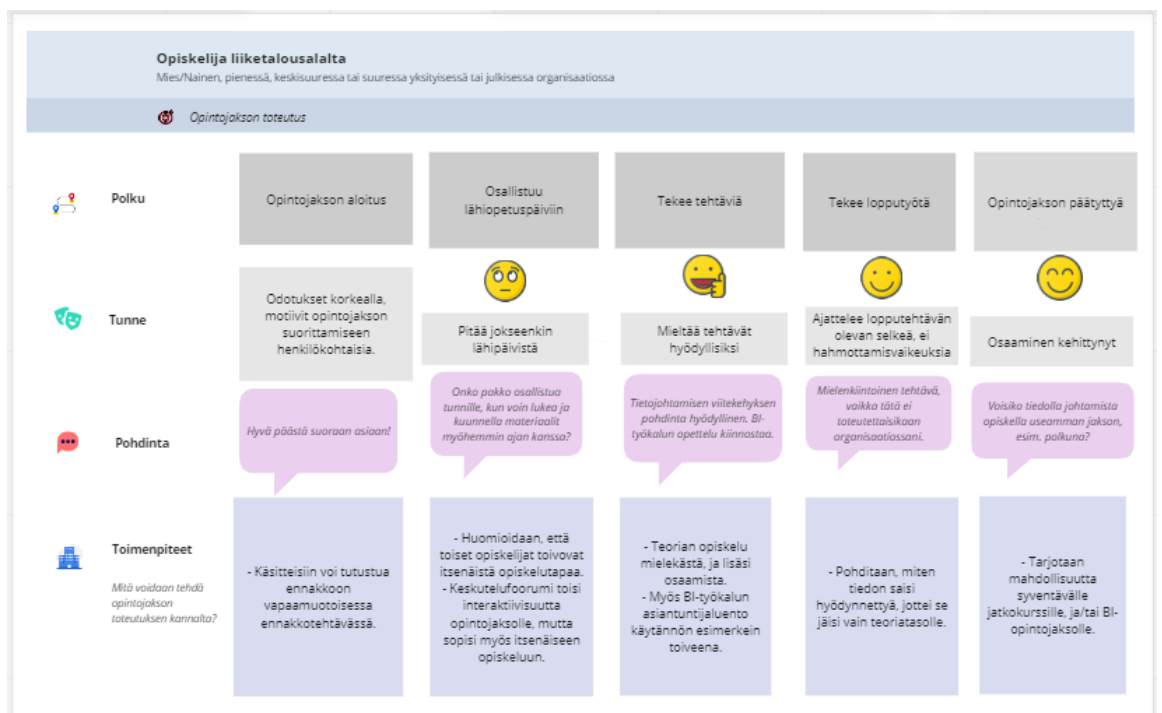 Opiskelija liiketalousalalta
Mies/Nainen, pienessä, keskisuuressa tai suuressa yksityisessä tai julkisessa organisaatiossa
Opintojakson toteutus
Polku
Opintojakson aloitus
Osallistuu
lähiopetuspäiviin
Tekee tehtäviä
Tekee lopputyötä
Opintojakson päätyttyä
Tunne
Odotukset korkealla,
motiivit opintojakson
suorittamiseen
henkilökohtaisia.
Pitää jokseenkin
lähipäivistä
Mieltää tehtävät
hyödyllisiksi
Ajattelee lopputehtävän
olevan selkeä, ei
hahmottamisvaikeuksia
Osaaminen kehittynyt
Pohdinta
Hyvä päästä suoraan asiaan!
Onko pakko osallistua
tunnille, kun voin lukea ja
kuunnella materiaalit
myöhemmin ajan kanssa?
Tietojohtamisen viitekehyksen
pohdinta hyödyllinen. BI-
työkalun opettelu kiinnostaa.
Mielenkiintoinen tehtävä,
vaikka tätä ei
toteutettaisikaan
organisaatiossani.
Voisiko tiedolla johtamista
opiskella useamman jakson,
esim. polkuna?
Toimenpiteet
Mitä voidaan tehdä
opintojakson
toteutuksen kannalta?
- Käsitteisiin voi tutustua
ennakkoon
vapaamuotoisessa
ennakkotehtävässä.
- Huomioidaan, että
toiset opiskelijat toivovat
itsenäistä opiskelutapaa.
- Keskutelufoorumi toisi
interaktiivisuutta
opintojaksolle, mutta
sopisi myös itsenäiseen
opiskeluun.
- Teorian opiskelu
mielekästä, ja lisäsi
osaamista.
- Myös BI-työkalun
asiantuntijaluento
käytännön esimerkein
toiveena.
- Pohditaan, miten
tiedon saisi
hyödynnettyä, jottei se
jäisi vain teoriatasolle.
- Tarjotaan
mahdollisuutta
syventävälle
jatkokurssille, ja/tai BI-
opintojaksolle.